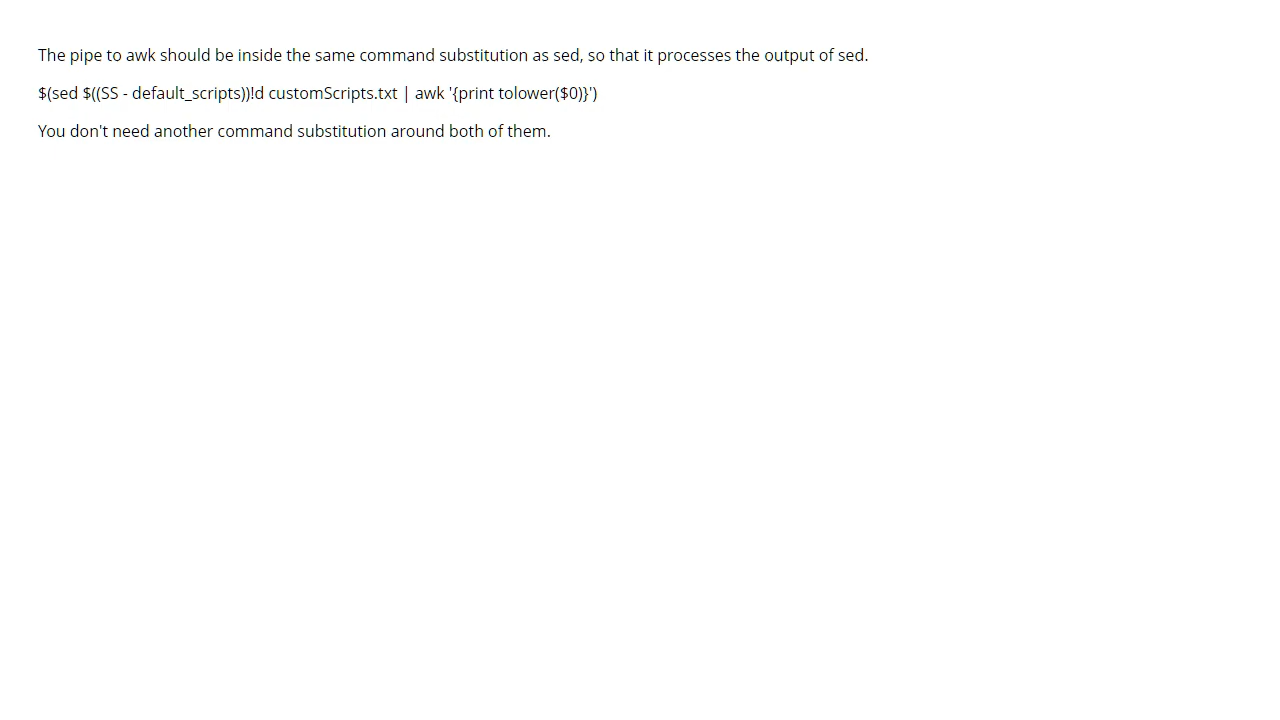 The pipe to awk should be inside the same command substitution as sed, so that it processes the output of sed.
$(sed $((SS - default_scripts))!d customScripts.txt | awk '{print tolower($0)}')
You don't need another command substitution around both of them.